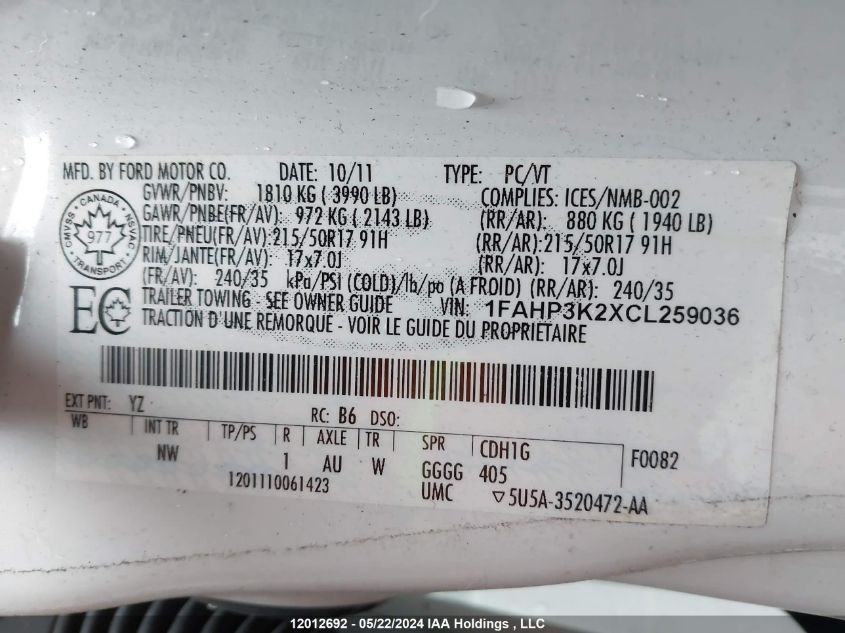 MFD. BY FORD MOTOR CO. DATE: 10/11 TYPE: PC/VT
GVWR/PNBV: 1810 KG ( 3990 LB) COMPLIES: ICES/NMB-002
GAWR/PNBE(FR/AV): 972 KG ( 2143 LB) (RR/AR): 880 KG ( 1940 LB)
TIRE/PNEU(FR/AV):215/50R17 91H (RR/AR):215/50R17 91H
RIM/JANTE(FR/AV): 17x7.0J (RR/AR): 17x7.0J
(FR/AV): 240/35 kPa/PSI (COLD)/lb/po (A FROID) (RR/AR): 240/35
TRAILER TOWING - SEE OWNER GUIDE VIN: 1FAHP3K2XCL259036
TRACTION D'UNE REMORQUE - VOIR LE GUIDE DU PROPRIETAIRE
CANADA
CMVSS NSVAC
977
TRANSPORT
EC
EXT PNT: YZ RC: B6 DSO:
WB INT TR TP/PS R AXLE TR SPR CDH1G F0082
NW 1 AU W GGGG 405
1201110061423 UMC ▽5U5A-3520472-AA
12012692 - 05/22/2024 IAA Holdings , LLC